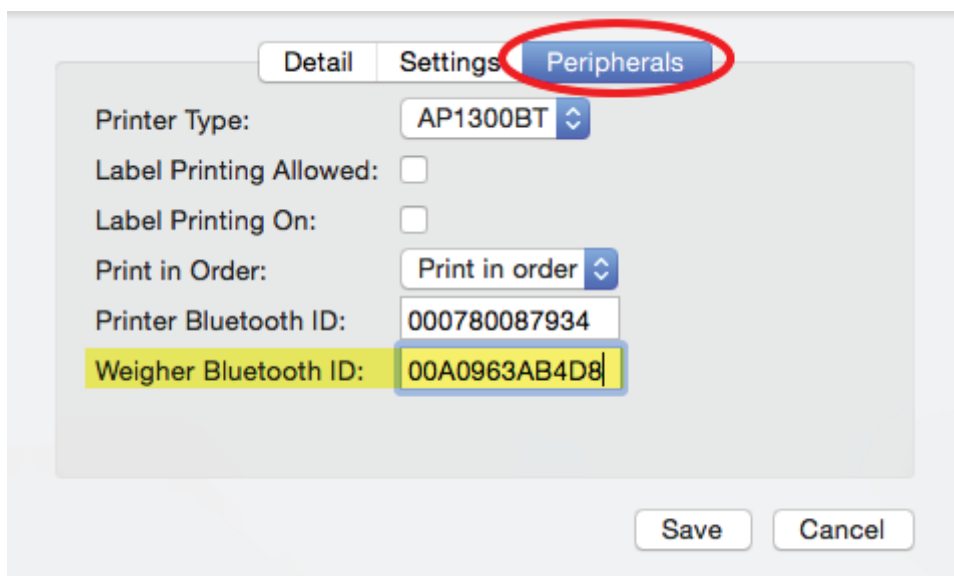 Detail Settings Peripherals
Printer Type: AP1300BT
Label Printing Allowed:
Label Printing On:
Print in Order: Print in order
Printer Bluetooth ID: 000780087934
Weigher Bluetooth ID: 00A0963AB4D8
Save Cancel